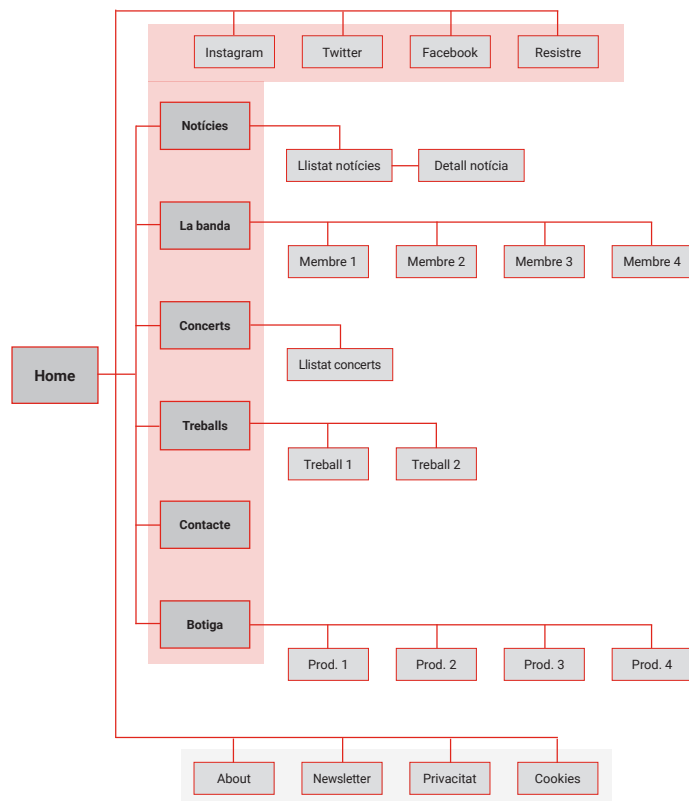 Instagram Twitter Facebook Resistre
Notícies
Llistat notícies Detall notícia
La banda
Membre 1 Membre 2 Membre 3 Membre 4
Concerts
Llistat concerts
Home
Treballs
Treball 1 Treball 2
Contacte
Botiga
Prod. 1 Prod. 2 Prod. 3 Prod. 4
About Newsletter Privacitat Cookies